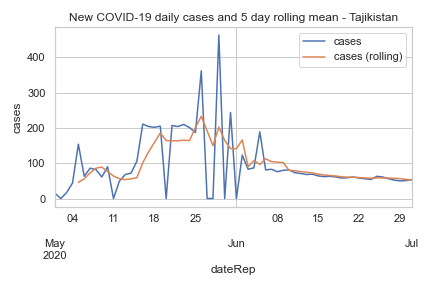 New COVID-19 daily cases and 5 day rolling mean - Tajikistan
cases
cases (rolling)
400
300
200
100
0
cases
04 11 18 25 08 15 22 29
May Jun Jul
2020
dateRep